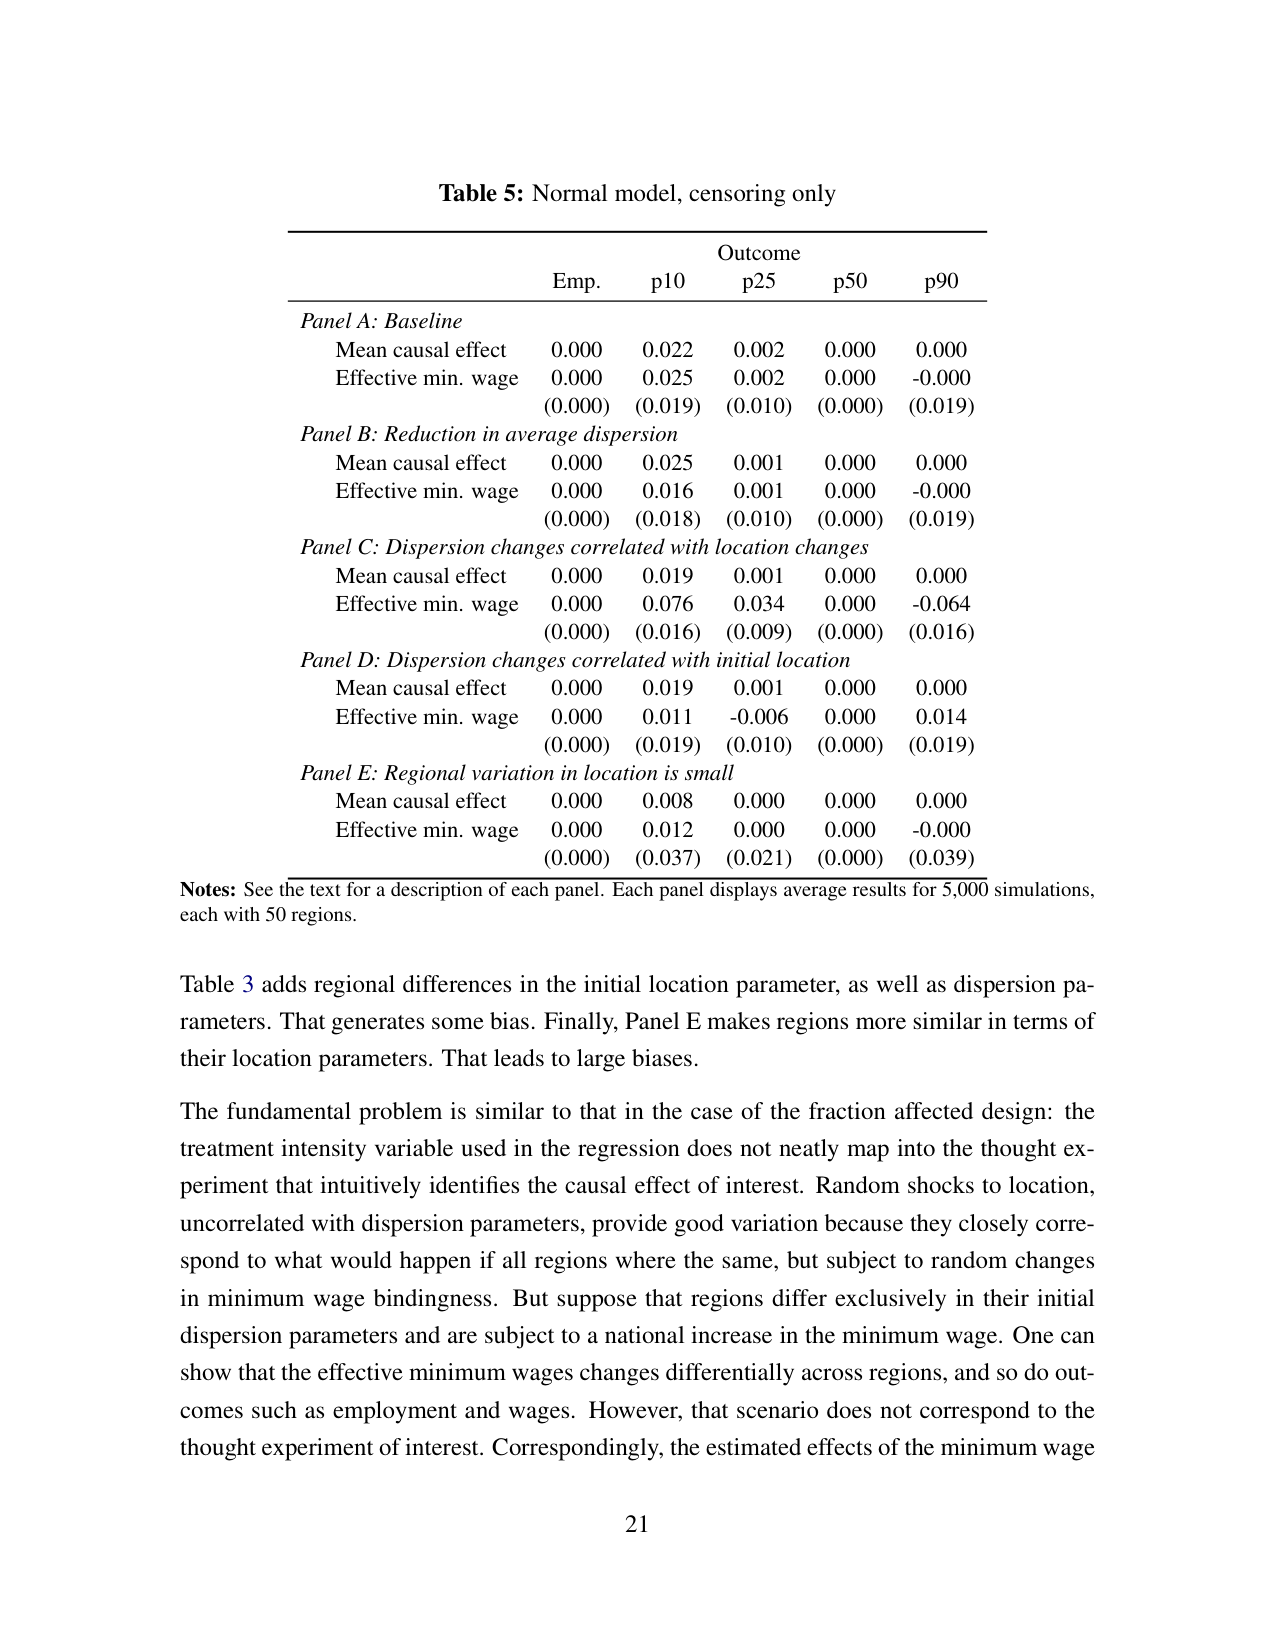 Table 5: Normal model, censoring only
Outcome
Emp. p10 p25 p50 p90
Panel A: Baseline
Mean causal effect 0.000 0.022 0.002 0.000 0.000
Effective min. wage 0.000 0.025 0.002 0.000 -0.000
(0.000) (0.019) (0.010) (0.000) (0.019)
Panel B: Reduction in average dispersion
Mean causal effect 0.000 0.025 0.001 0.000 0.000
Effective min. wage 0.000 0.016 0.001 0.000 -0.000
(0.000) (0.018) (0.010) (0.000) (0.019)
Panel C: Dispersion changes correlated with location changes
Mean causal effect 0.000 0.019 0.001 0.000 0.000
Effective min. wage 0.000 0.076 0.034 0.000 -0.064
(0.000) (0.016) (0.009) (0.000) (0.016)
Panel D: Dispersion changes correlated with initial location
Mean causal effect 0.000 0.019 0.001 0.000 0.000
Effective min. wage 0.000 0.011 -0.006 0.000 0.014
(0.000) (0.019) (0.010) (0.000) (0.019)
Panel E: Regional variation in location is small
Mean causal effect 0.000 0.008 0.000 0.000 0.000
Effective min. wage 0.000 0.012 0.000 0.000 -0.000
(0.000) (0.037) (0.021) (0.000) (0.039)
Notes: See the text for a description of each panel. Each panel displays average results for 5,000 simulations,
each with 50 regions.
Table 3 adds regional differences in the initial location parameter, as well as dispersion pa-
rameters. That generates some bias. Finally, Panel E makes regions more similar in terms of
their location parameters. That leads to large biases.
The fundamental problem is similar to that in the case of the fraction affected design: the
treatment intensity variable used in the regression does not neatly map into the thought ex-
periment that intuitively identifies the causal effect of interest. Random shocks to location,
uncorrelated with dispersion parameters, provide good variation because they closely corre-
spond to what would happen if all regions where the same, but subject to random changes
in minimum wage bindingness. But suppose that regions differ exclusively in their initial
dispersion parameters and are subject to a national increase in the minimum wage. One can
show that the effective minimum wages changes differentially across regions, and so do out-
comes such as employment and wages. However, that scenario does not correspond to the
thought experiment of interest. Correspondingly, the estimated effects of the minimum wage
21